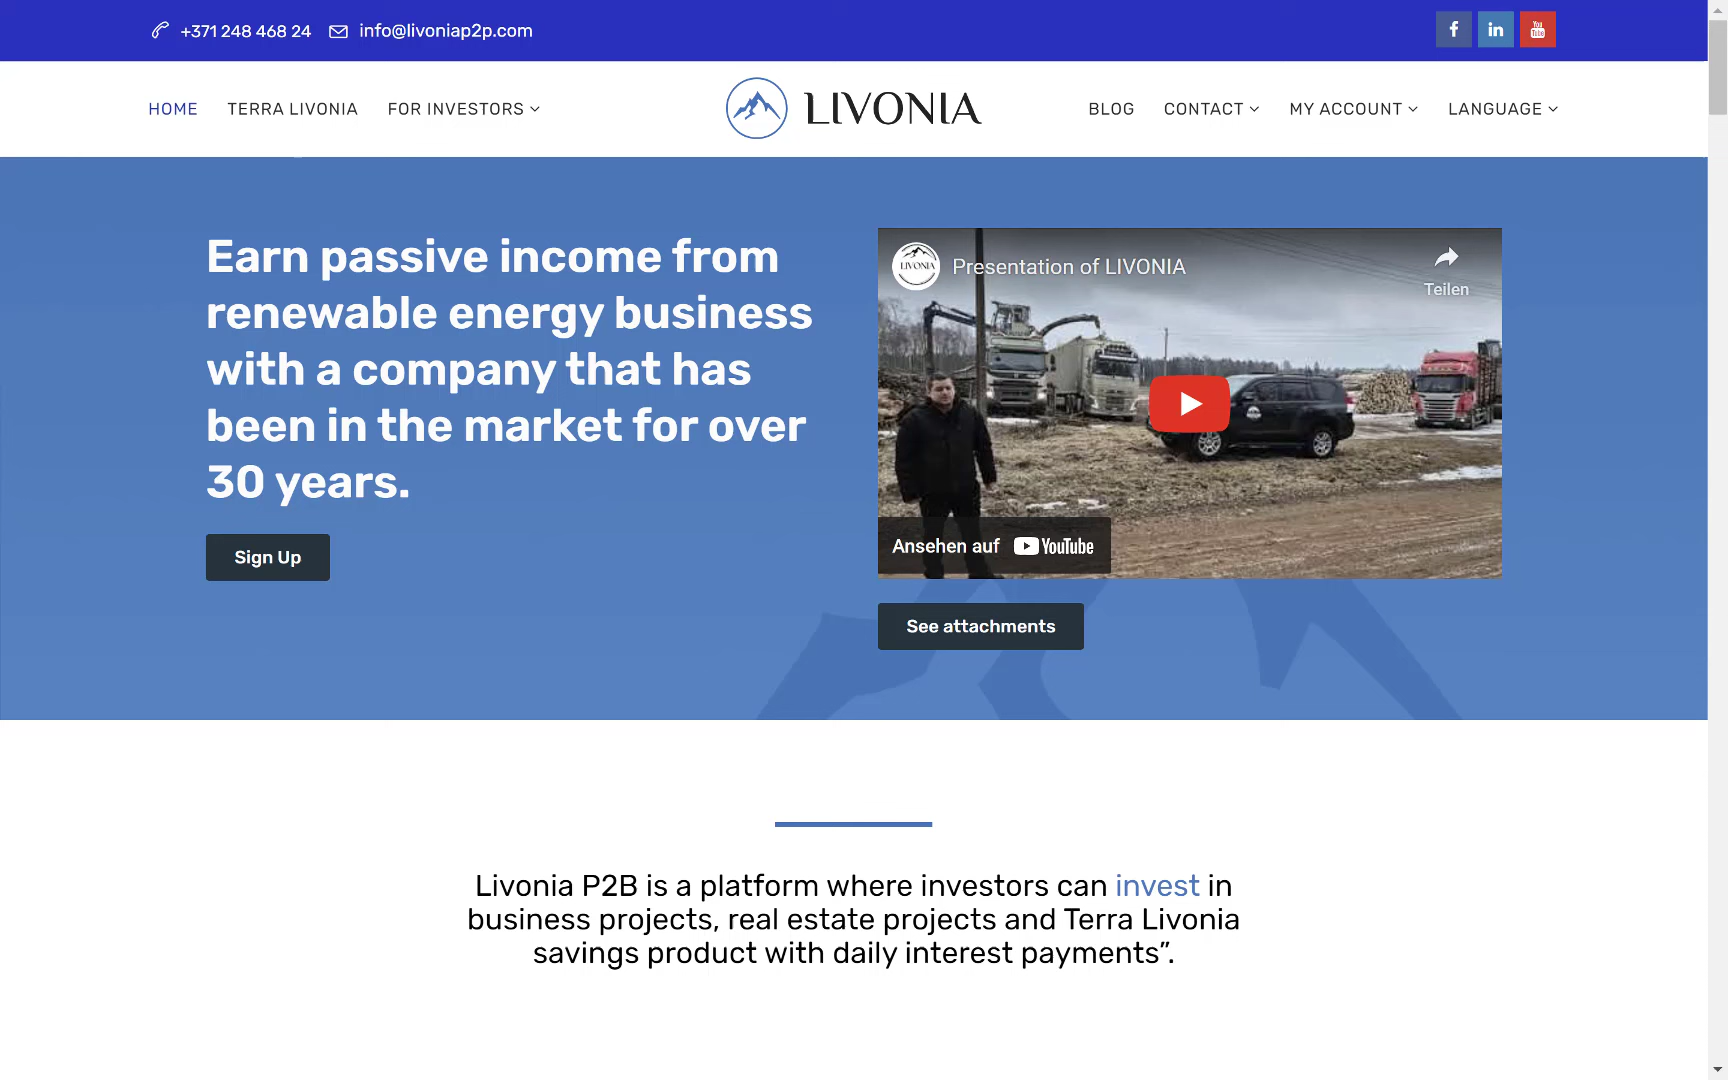 +371 248 468 24 info@livoniap2p.com
HOME TERRA LIVONIA FOR INVESTORS LIVONIA BLOG CONTACT MY ACCOUNT LANGUAGE
Earn passive income from
renewable energy business
with a company that has
been in the market for over
30 years.
Sign Up
LIVONIA Presentation of LIVONIA
Teilen
Ansehen auf YouTube
See attachments
Livonia P2B is a platform where investors can invest in
business projects, real estate projects and Terra Livonia
savings product with daily interest payments”.